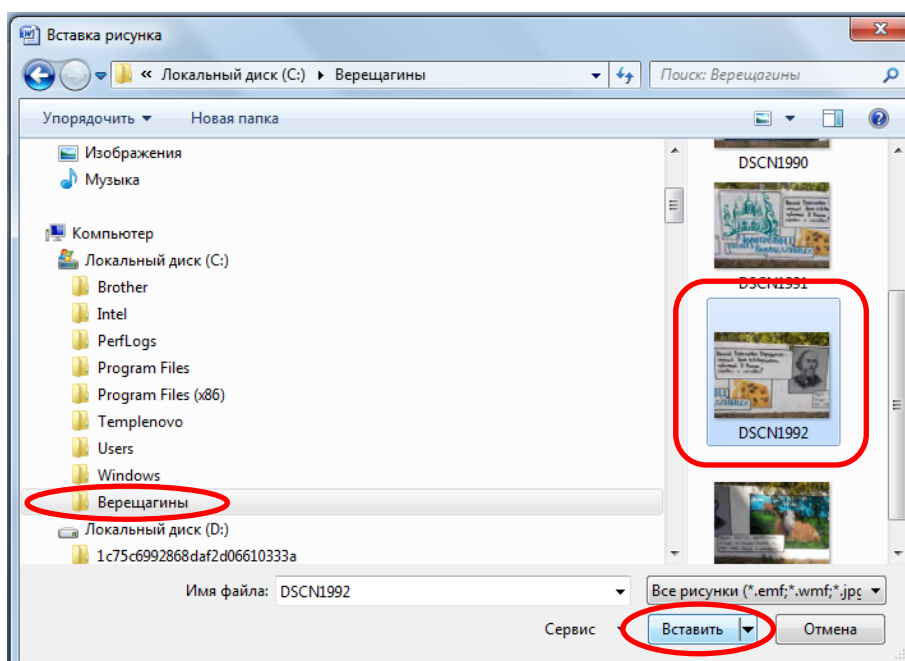 Вставка рисунка
« Локальный диск (C:) Верещагины
Поиск: Верещагины
Упорядочить
Новая папка
Изображения
Музыка
Компьютер
Локальный диск (C:)
Brother
Intel
PerfLogs
Program Files
Program Files (x86)
Templenovo
Users
Windows
Верещагины
Локальный диск (D:)
1c75c6992868daf2d06610333a
DSCN1990
DSCN1991
DSCN1992
Имя файла: DSCN1992
Все рисунки (*.emf;*.wmf;*.jpg
Сервис
Вставить
Отмена